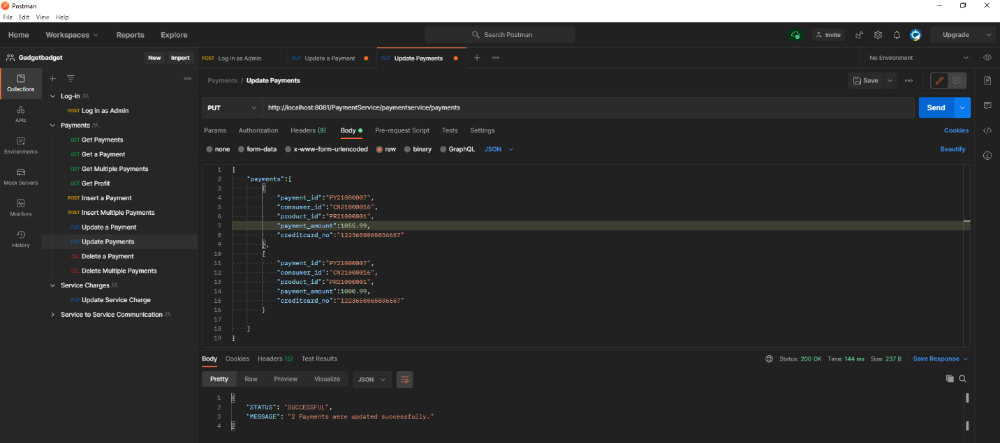 Postman
File Edit View Help
Home Workspaces Reports Explore Search Postman Invite Upgrade
Gadgetbadget New Import POST Log in as Admin PUT Update a Payment PUT Update Payments No Environment
Collections
APIs
Environments
Mock Servers
Monitors
History
Log-in
POST Log in as Admin
Payments
GET Get Payments
GET Get a Payment
GET Get Multiple Payments
GET Get Profit
POST Insert a Payment
POST Insert Multiple Payments
PUT Update a Payment
PUT Update Payments
DEL Delete a Payment
DEL Delete Multiple Payments
Service Charges
PUT Update Service Charge
Service to Service Communication
Payments / Update Payments Save
PUT http://localhost:8081/PaymentService/paymentservice/payments Send
Params Authorization Headers (9) Body Pre-request Script Tests Settings Cookies
none form-data x-www-form-urlencoded raw binary GraphQL JSON Beautify
1 {
2 "payments":[
3 {
4 "payment_id":"PY21000007",
5 "consumer_id":"CN21000016",
6 "product_id":"PR21000001",
7 "payment_amount":1055.99,
8 "creditcard_no":"1223650065036657"
9 },
10 {
11 "payment_id":"PY21000007",
12 "consumer_id":"CN21000016",
13 "product_id":"PR21000001",
14 "payment_amount":1000.99,
15 "creditcard_no":"1223650065036657"
16 }
17
18 ]
19 }
Body Cookies Headers (5) Test Results Status: 200 OK Time: 144 ms Size: 237 B Save Response
Pretty Raw Preview Visualize JSON
1 {
2 "STATUS": "SUCCESSFUL",
3 "MESSAGE": "2 Payments were updated successfully."
4 }